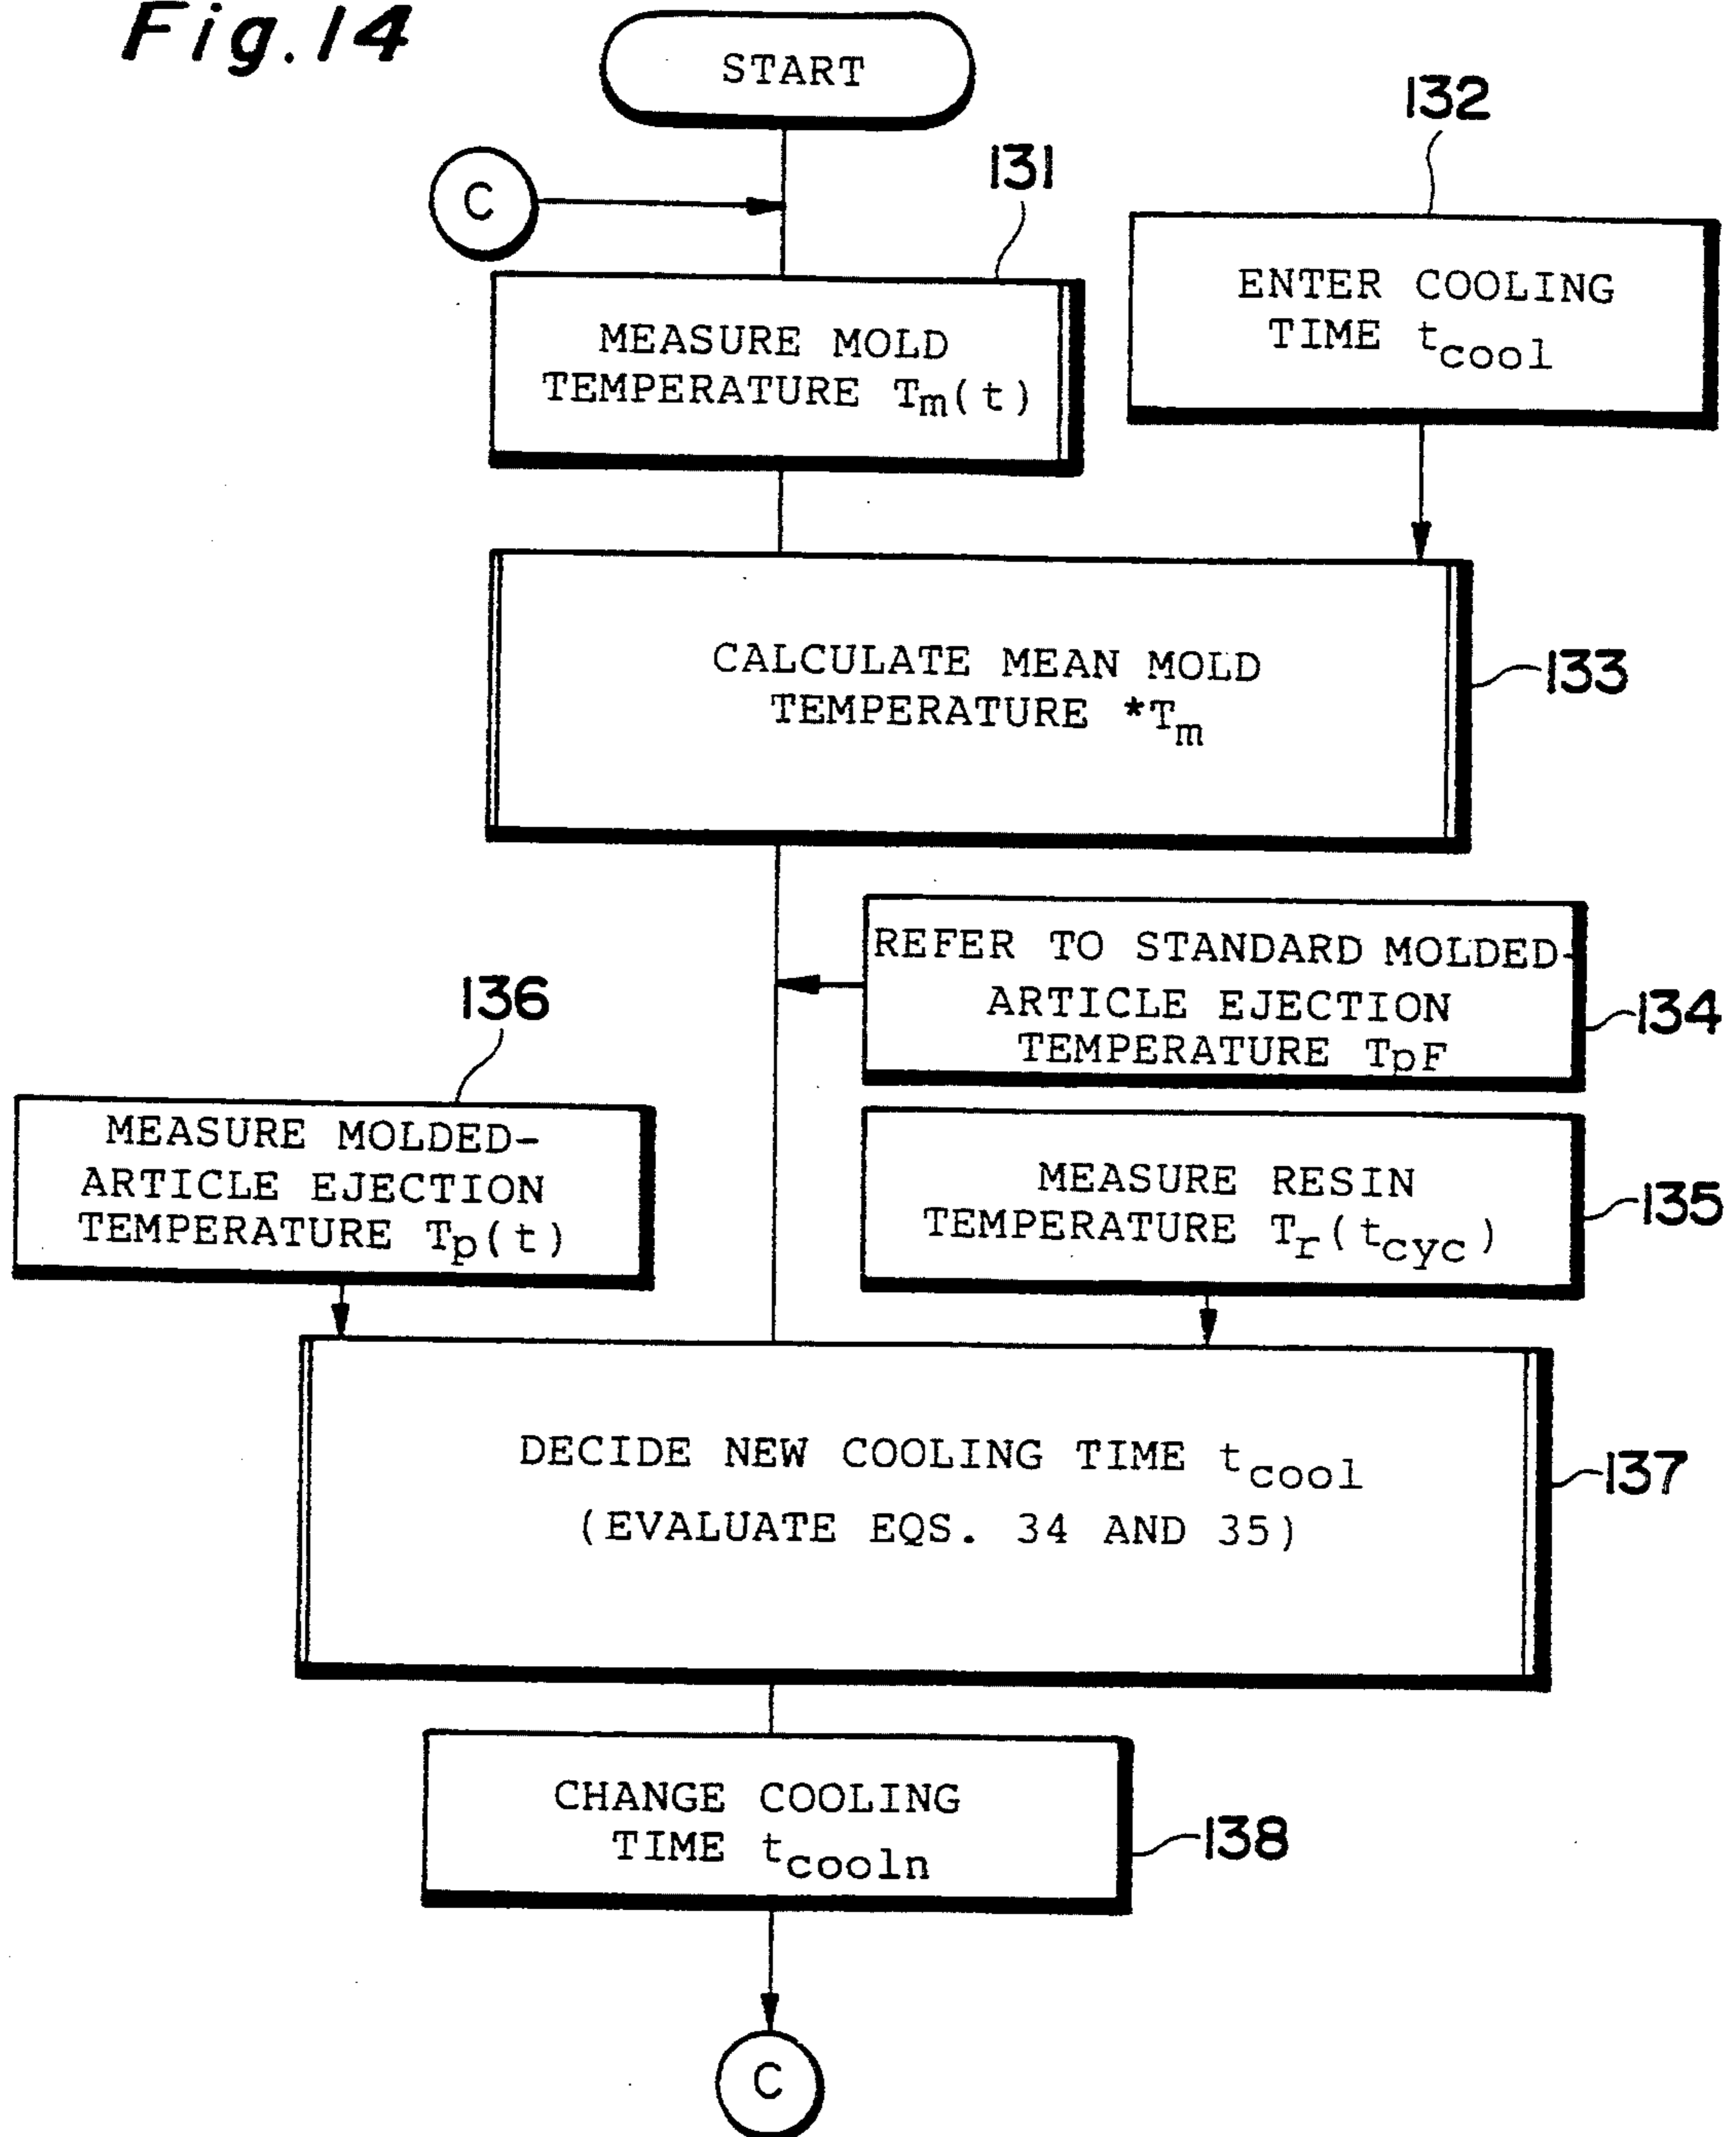 Fig.14
START
C
131
132
MEASURE MOLD
TEMPERATURE Tm(t)
ENTER COOLING
TIME tcool
CALCULATE MEAN MOLD
TEMPERATURE *Tm
133
REFER TO STANDARD MOLDED-
ARTICLE EJECTION
TEMPERATURE TpF
134
136
MEASURE MOLDED-
ARTICLE EJECTION
TEMPERATURE Tp(t)
MEASURE RESIN
TEMPERATURE Tr(tcyc)
135
DECIDE NEW COOLING TIME tcool
(EVALUATE EQS. 34 AND 35)
137
CHANGE COOLING
TIME tcooln
138
C